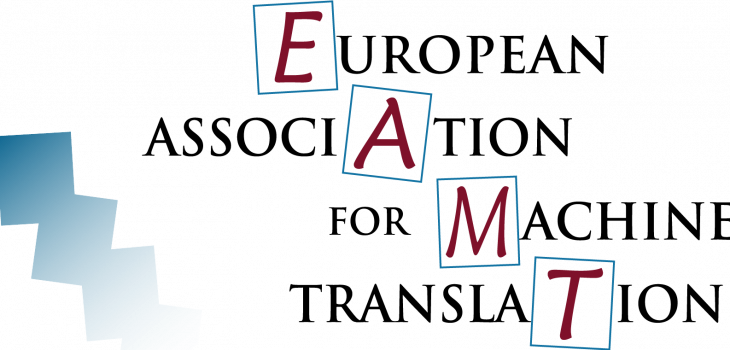 EUROPEAN
ASSOCIATION
FOR MACHINE
TRANSLATION